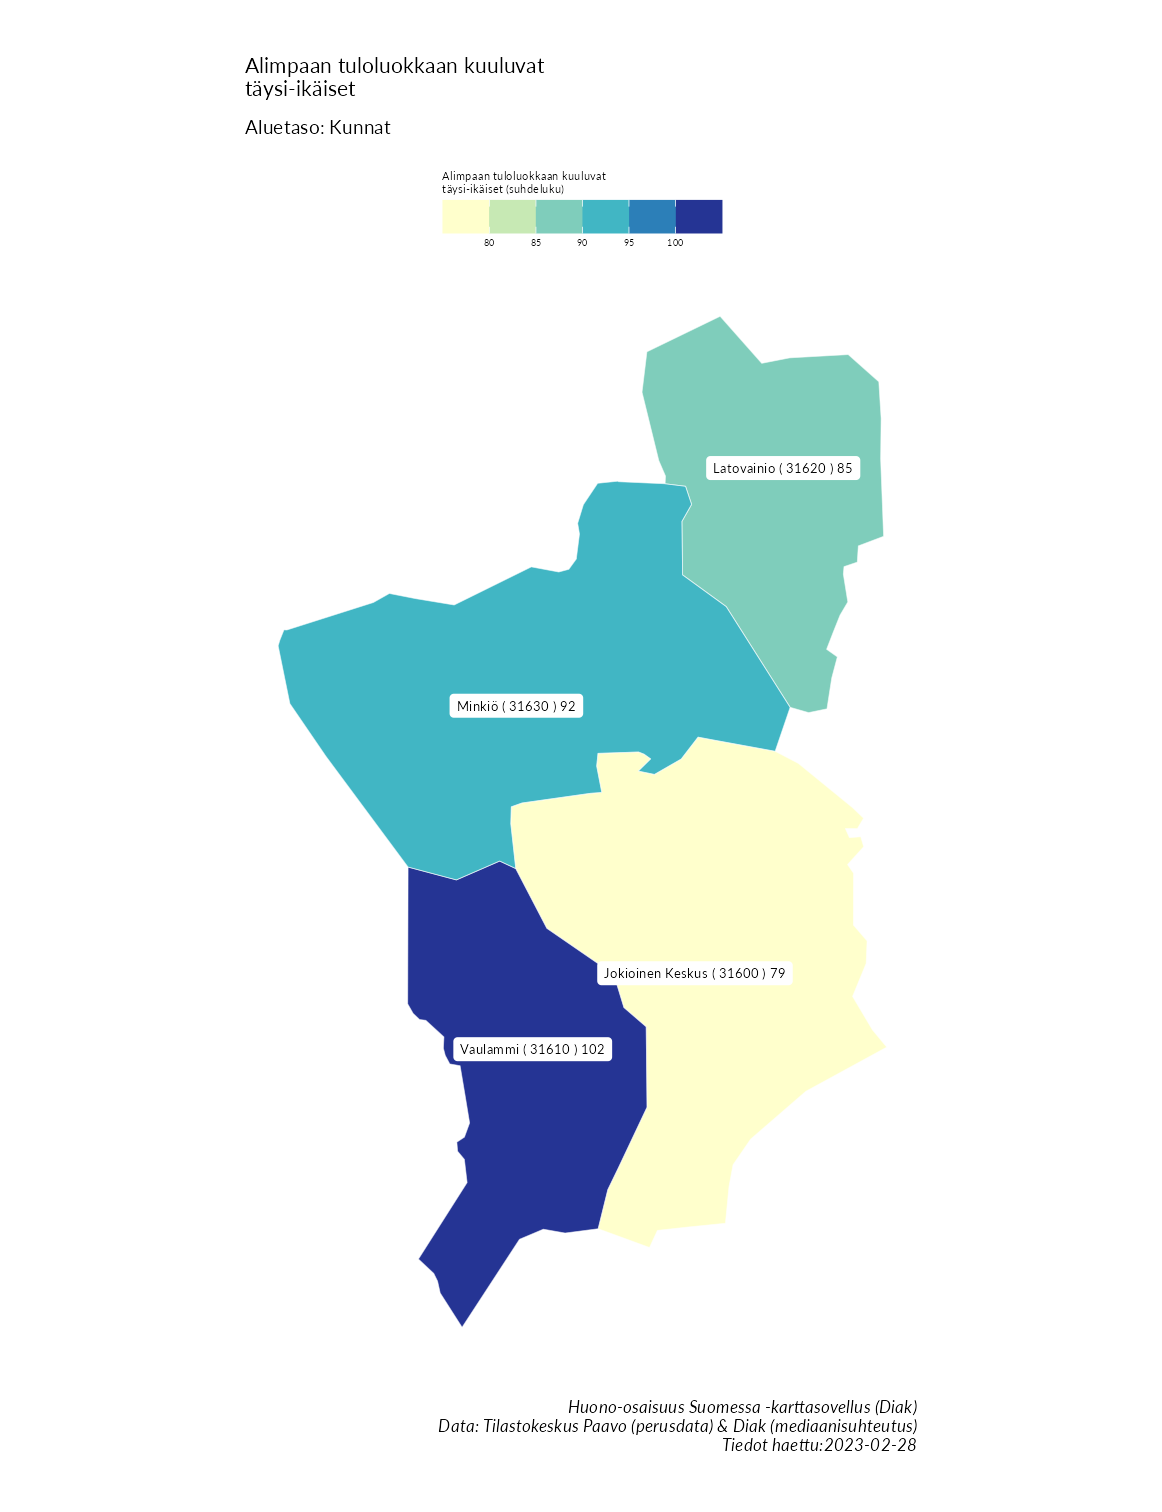 Alimpaan tuloluokkaan kuuluvat
täysi-ikäiset
Aluetaso: Kunnat
Alimpaan tuloluokkaan kuuluvat
täysi-ikäiset (suhdeluku)
80 85 90 95 100
Latovainio ( 31620 ) 85
Minkiö ( 31630 ) 92
Jokioinen Keskus ( 31600 ) 79
Vaulammi ( 31610 ) 102
Huono-osaisuus Suomessa -karttasovellus (Diak)
Data: Tilastokeskus Paavo (perusdata) & Diak (mediaanisuhteutus)
Tiedot haettu:2023-02-28